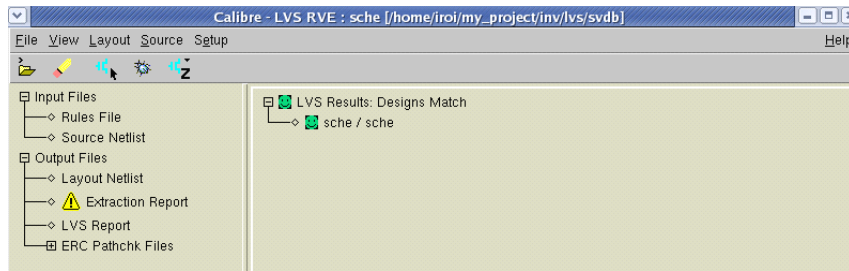 Calibre - LVS RVE : sche [/home/iroi/my_project/inv/lvs/svdb]
File View Layout Source Setup Help
Input Files
Rules File
Source Netlist
Output Files
Layout Netlist
Extraction Report
LVS Report
ERC Pathchk Files
LVS Results: Designs Match
sche / sche